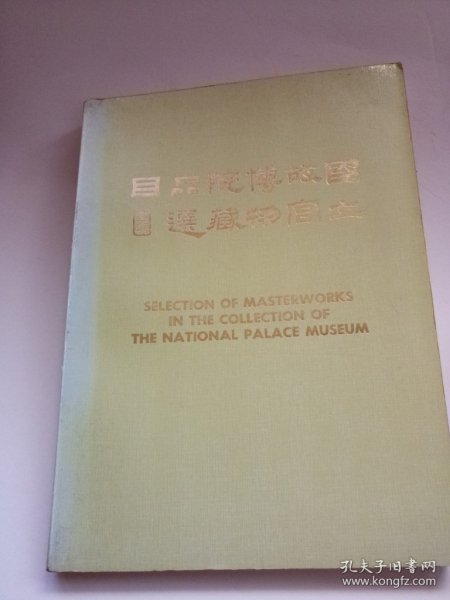 國立故宮博物院藏品選目
SELECTION OF MASTERWORKS
IN THE COLLECTION OF
THE NATIONAL PALACE MUSEUM
孔夫子旧书网
www.kongfz.com